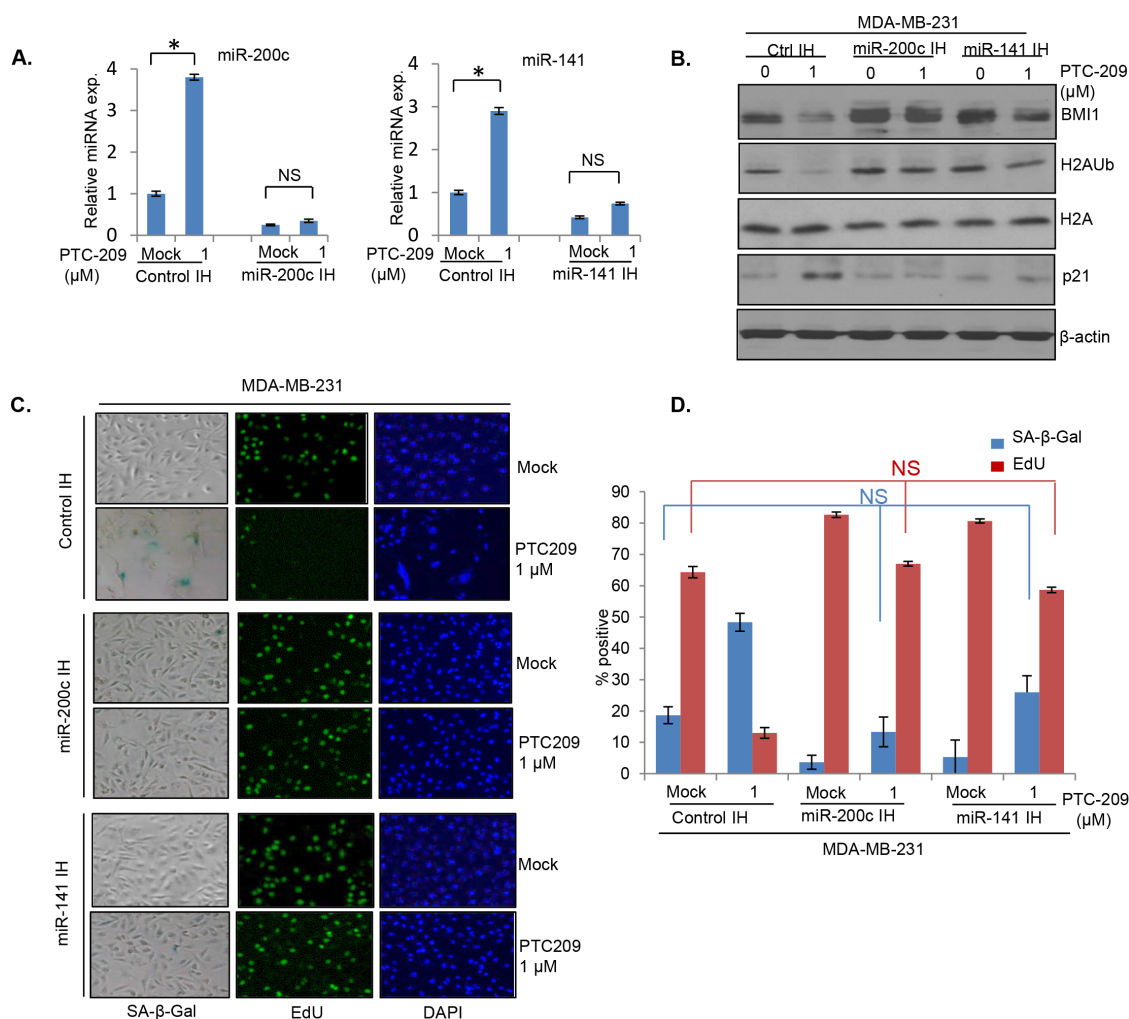 A.
miR-200c
*
Relative miRNA exp.
4
3
2
1
0
PTC-209
(µM)
Mock 1 Mock 1
Control IH miR-200c IH
miR-141
*
NS
Relative miRNA exp.
4
3
2
1
0
PTC-209
(µM)
Mock 1 Mock 1
Control IH miR-141 IH
NS
B.
MDA-MB-231
Ctrl IH miR-200c IH miR-141 IH
0 1 0 1 0 1 PTC-209
(µM)
BMI1
H2AUb
H2A
p21
β-actin
C.
MDA-MB-231
Control IH
Mock
PTC209
1 µM
miR-200c IH
Mock
PTC209
1 µM
miR-141 IH
Mock
PTC209
1 µM
SA-β-Gal EdU DAPI
D.
SA-β-Gal
EdU
NS
NS
% positive
90
80
70
60
50
40
30
20
10
0
Mock 1 Mock 1 Mock 1 PTC-209
(µM)
Control IH miR-200c IH miR-141 IH
MDA-MB-231